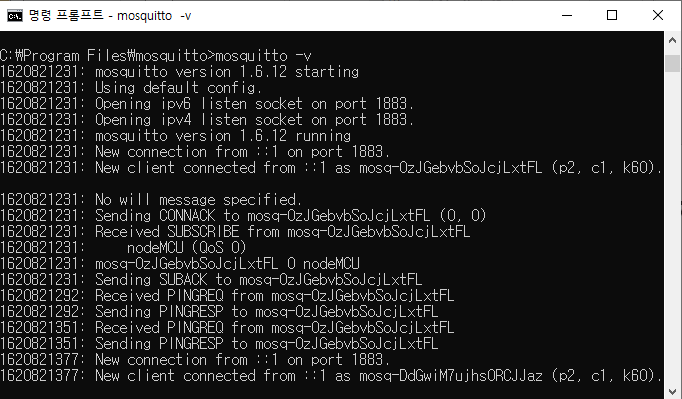 명령 프롬프트 - mosquitto -v
C:\Program Files\mosquitto>mosquitto -v
1620821231: mosquitto version 1.6.12 starting
1620821231: Using default config.
1620821231: Opening ipv6 listen socket on port 1883.
1620821231: Opening ipv4 listen socket on port 1883.
1620821231: mosquitto version 1.6.12 running
1620821231: New connection from ::1 on port 1883.
1620821231: New client connected from ::1 as mosq-OzJGebvbSoJcjLxtFL (p2, c1, k60).
1620821231: No will message specified.
1620821231: Sending CONNACK to mosq-OzJGebvbSoJcjLxtFL (0, 0)
1620821231: Received SUBSCRIBE from mosq-OzJGebvbSoJcjLxtFL
1620821231: nodeMCU (QoS 0)
1620821231: mosq-OzJGebvbSoJcjLxtFL 0 nodeMCU
1620821231: Sending SUBACK to mosq-OzJGebvbSoJcjLxtFL
1620821292: Received PINGREQ from mosq-OzJGebvbSoJcjLxtFL
1620821292: Sending PINGRESP to mosq-OzJGebvbSoJcjLxtFL
1620821351: Received PINGREQ from mosq-OzJGebvbSoJcjLxtFL
1620821351: Sending PINGRESP to mosq-OzJGebvbSoJcjLxtFL
1620821377: New connection from ::1 on port 1883.
1620821377: New client connected from ::1 as mosq-DdGwiM7ujhsORCJJaz (p2, c1, k60).